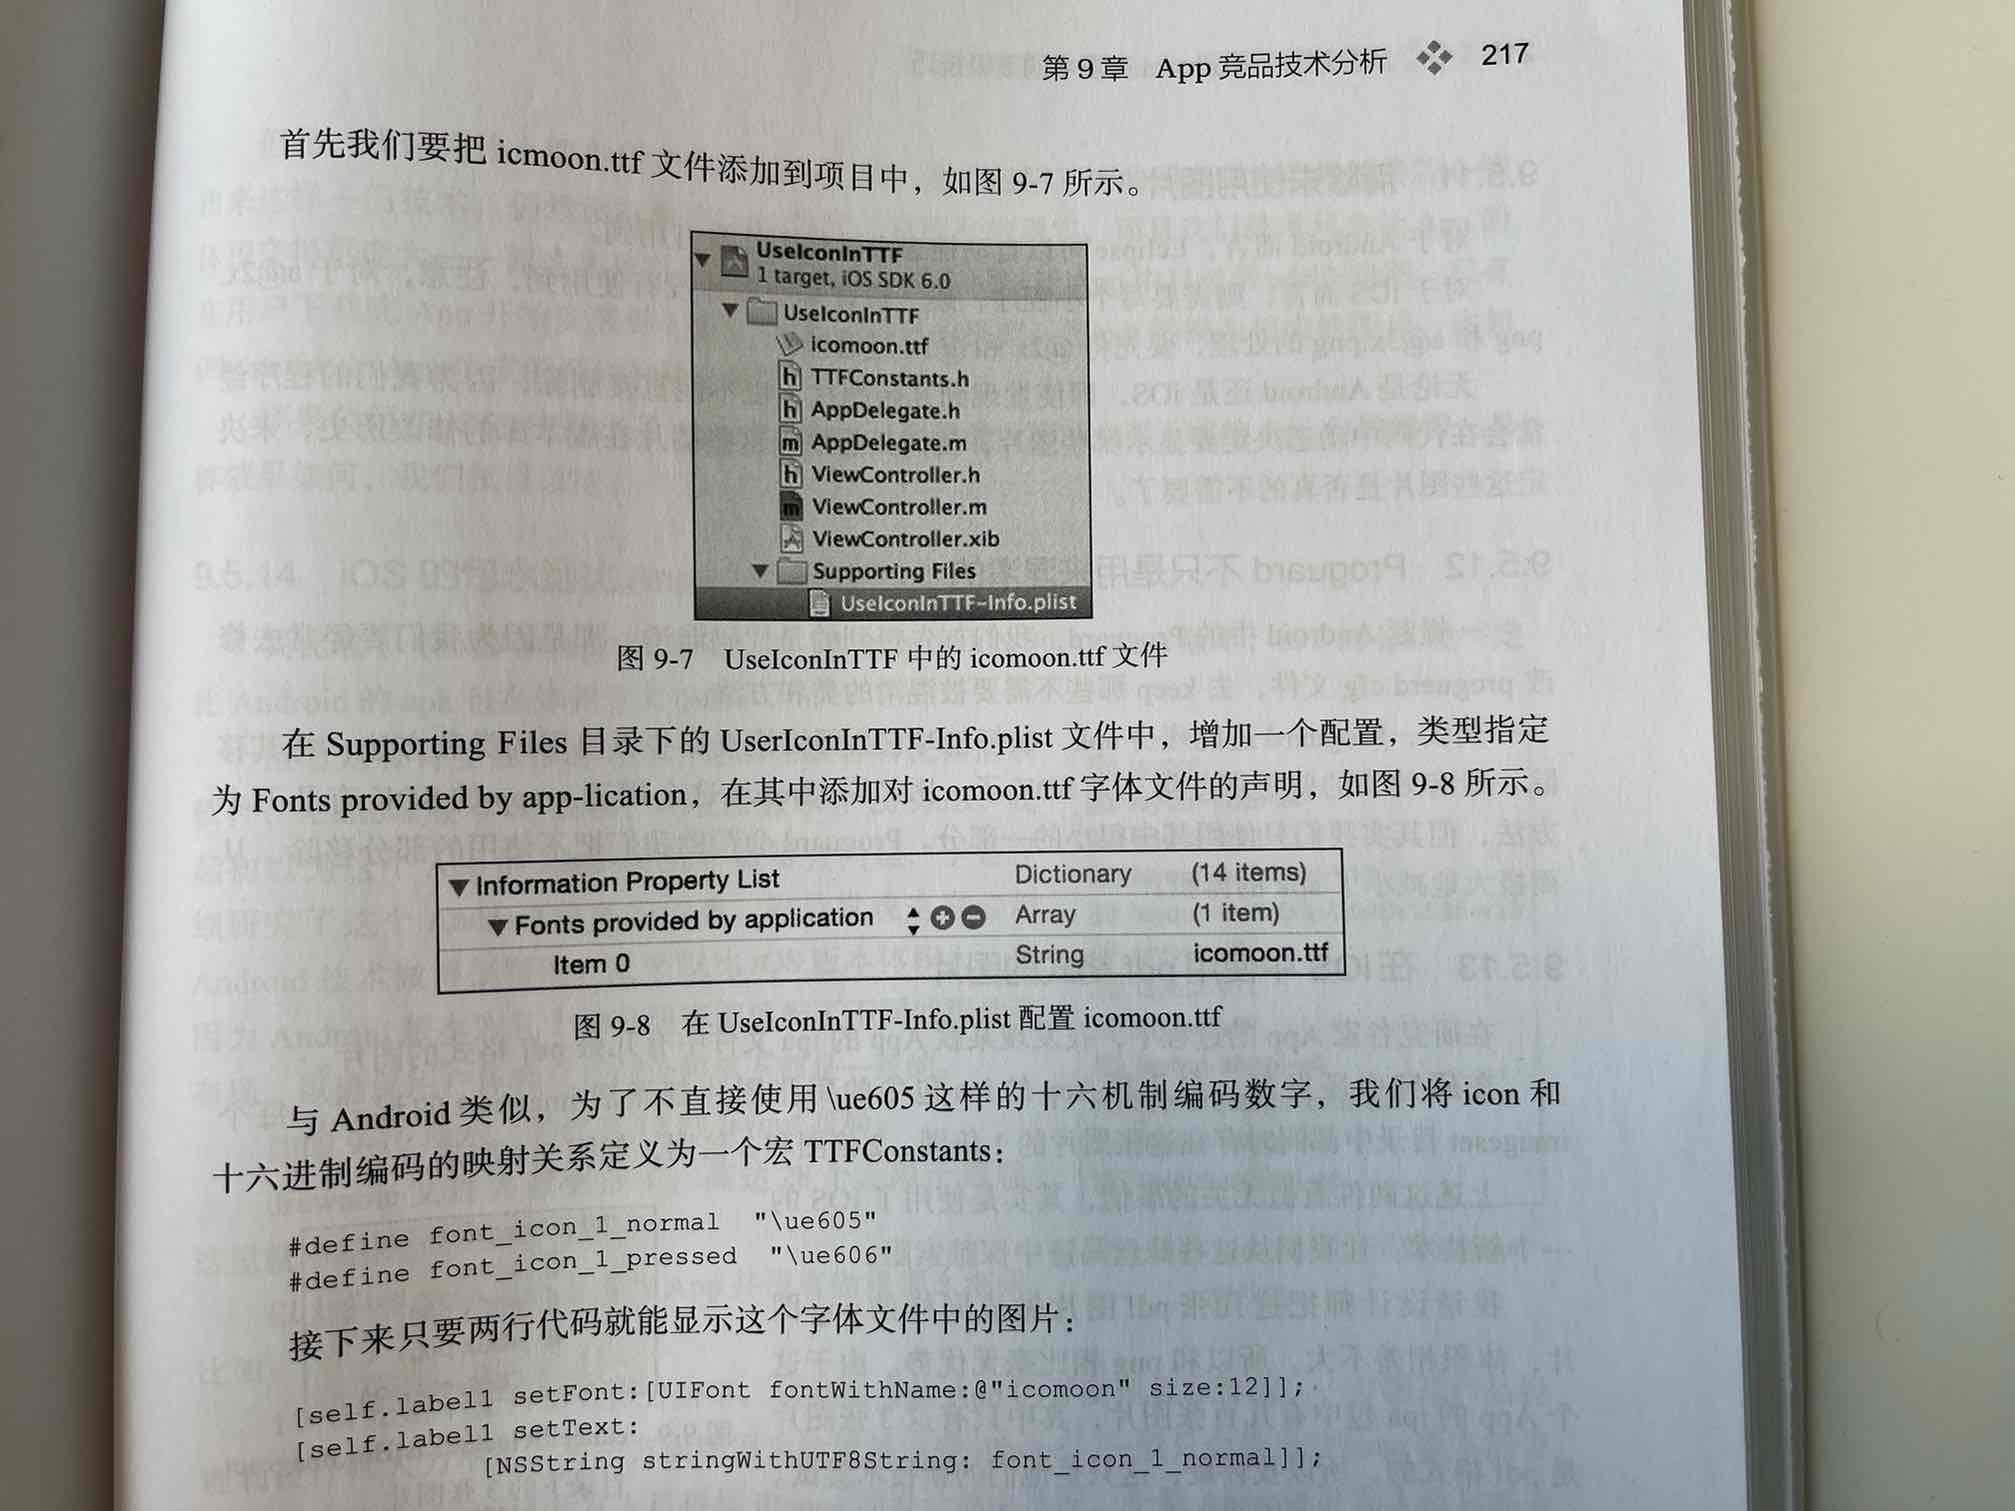 第 9 章 App 竞品技术分析 217
首先我们要把 icmoon.ttf 文件添加到项目中，如图 9-7 所示。
UseIconInTTF
1 target, iOS SDK 6.0
UseIconInTTF
icomoon.ttf
h TTFConstants.h
h AppDelegate.h
m AppDelegate.m
h ViewController.h
m ViewController.m
ViewController.xib
Supporting Files
UseIconInTTF-Info.plist
图 9-7 UseIconInTTF 中的 icomoon.ttf 文件
在 Supporting Files 目录下的 UserIconInTTF-Info.plist 文件中，增加一个配置，类型指定
为 Fonts provided by app-lication，在其中添加对 icomoon.ttf 字体文件的声明，如图 9-8 所示。
Information Property List Dictionary (14 items)
Fonts provided by application Array (1 item)
Item 0 String icomoon.ttf
图 9-8 在 UseIconInTTF-Info.plist 配置 icomoon.ttf
与 Android 类似，为了不直接使用 \ue605 这样的十六机制编码数字，我们将 icon 和
十六进制编码的映射关系定义为一个宏 TTFConstants：
#define font_icon_1_normal "\ue605"
#define font_icon_1_pressed "\ue606"
接下来只要两行代码就能显示这个字体文件中的图片：
[self.label1 setFont:[UIFont fontWithName:@"icomoon" size:12]];
[self.label1 setText:
[NSString stringWithUTF8String: font_icon_1_normal]];